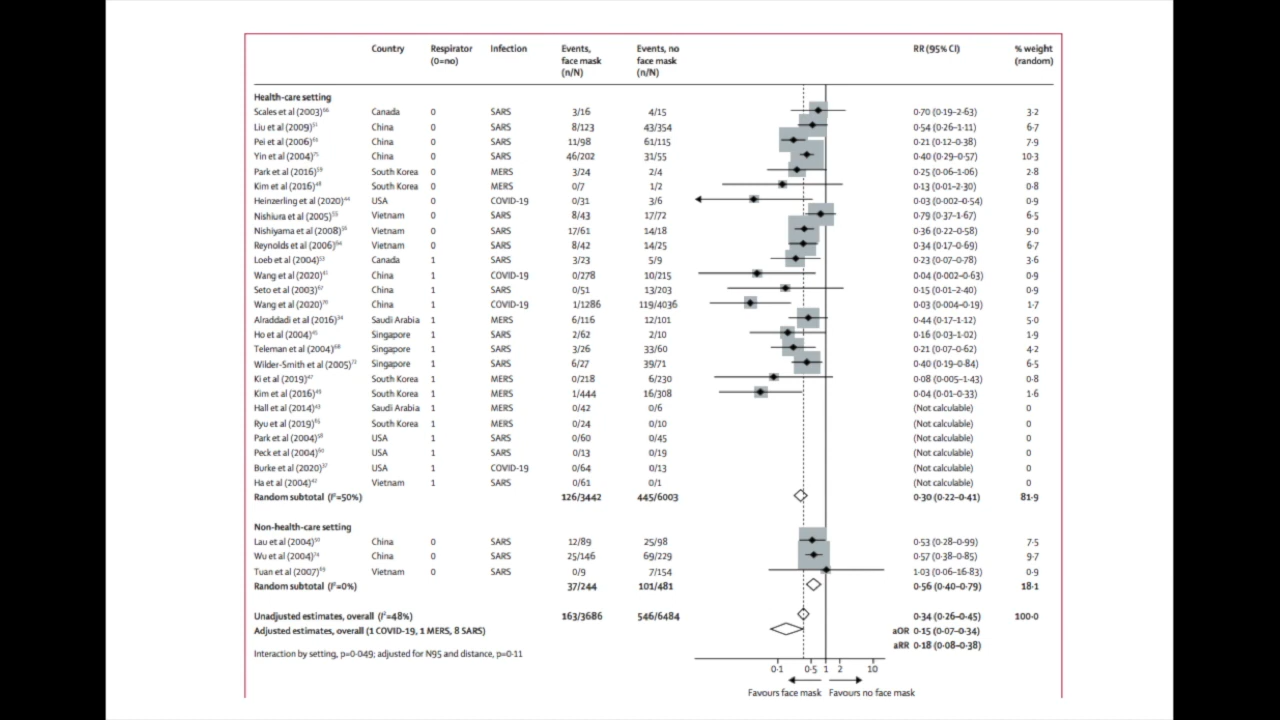 Country Respirator (0=no) Infection Events, face mask (n/N) Events, no face mask (n/N) RR (95% CI) % weight (random)
Health-care setting
Scales et al (2003)⁶⁶ Canada 0 SARS 3/16 4/15 0·70 (0·19–2·63) 3·2
Liu et al (2009)⁵¹ China 0 SARS 8/123 43/354 0·54 (0·26–1·11) 6·7
Pei et al (2006)⁶¹ China 0 SARS 11/98 61/115 0·21 (0·12–0·38) 7·9
Yin et al (2004)⁷⁵ China 0 SARS 46/202 31/55 0·40 (0·29–0·57) 10·3
Park et al (2016)⁵⁹ South Korea 0 MERS 3/24 2/4 0·25 (0·06–1·06) 2·8
Kim et al (2016)⁴⁸ South Korea 0 MERS 0/7 1/2 0·13 (0·01–2·30) 0·8
Heinzerling et al (2020)⁴⁴ USA 0 COVID-19 0/31 3/6 0·03 (0·002–0·54) 0·9
Nishiura et al (2005)⁵⁵ Vietnam 0 SARS 8/43 17/72 0·79 (0·37–1·67) 6·5
Nishiyama et al (2008)⁵⁶ Vietnam 0 SARS 17/61 14/18 0·36 (0·22–0·58) 9·0
Reynolds et al (2006)⁶⁴ Vietnam 0 SARS 8/42 14/25 0·34 (0·17–0·69) 6·7
Loeb et al (2004)⁵³ Canada 1 SARS 3/23 5/9 0·23 (0·07–0·78) 3·6
Wang et al (2020)⁴¹ China 1 COVID-19 0/278 10/215 0·04 (0·002–0·63) 0·9
Seto et al (2003)⁶⁷ China 1 SARS 0/51 13/203 0·15 (0·01–2·40) 0·9
Wang et al (2020)⁷⁰ China 1 COVID-19 1/1286 119/4036 0·03 (0·004–0·19) 1·7
Alraddadi et al (2016)³⁴ Saudi Arabia 1 MERS 6/116 12/101 0·44 (0·17–1·12) 5·0
Ho et al (2004)⁴⁵ Singapore 1 SARS 2/62 2/10 0·16 (0·03–1·02) 1·9
Teleman et al (2004)⁶⁸ Singapore 1 SARS 3/26 33/60 0·21 (0·07–0·62) 4·2
Wilder-Smith et al (2005)⁷² Singapore 1 SARS 6/27 39/71 0·40 (0·19–0·84) 6·5
Ki et al (2019)⁴⁷ South Korea 1 MERS 0/218 6/230 0·08 (0·005–1·43) 0·8
Kim et al (2016)⁴⁹ South Korea 1 MERS 1/444 16/308 0·04 (0·01–0·33) 1·6
Hall et al (2014)⁴³ Saudi Arabia 1 MERS 0/42 0/6 (Not calculable) 0
Ryu et al (2019)⁶⁵ South Korea 1 MERS 0/24 0/10 (Not calculable) 0
Park et al (2004)⁵⁸ USA 1 SARS 0/60 0/45 (Not calculable) 0
Peck et al (2004)⁶⁰ USA 1 SARS 0/13 0/19 (Not calculable) 0
Burke et al (2020)³⁷ USA 1 COVID-19 0/64 0/13 (Not calculable) 0
Ha et al (2004)⁴² Vietnam 1 SARS 0/61 0/1 (Not calculable) 0
Random subtotal (I²=50%) 126/3442 445/6003 0·30 (0·22–0·41) 81·9
Non-health-care setting
Lau et al (2004)⁵⁰ China 0 SARS 12/89 25/98 0·53 (0·28–0·99) 7·5
Wu et al (2004)⁷⁴ China 0 SARS 25/146 69/229 0·57 (0·38–0·85) 9·7
Tuan et al (2007)⁶⁹ Vietnam 0 SARS 0/9 7/154 1·03 (0·06–16·83) 0·9
Random subtotal (I²=0%) 37/244 101/481 0·56 (0·40–0·79) 18·1
Unadjusted estimates, overall (I²=48%) 163/3686 546/6484 0·34 (0·26–0·45) 100·0
Adjusted estimates, overall (1 COVID-19, 1 MERS, 8 SARS) aOR 0·15 (0·07–0·34)
aRR 0·18 (0·08–0·38)
Interaction by setting, p=0·049; adjusted for N95 and distance, p=0·11
0·1 0·5 1 2 10
Favours face mask Favours no face mask